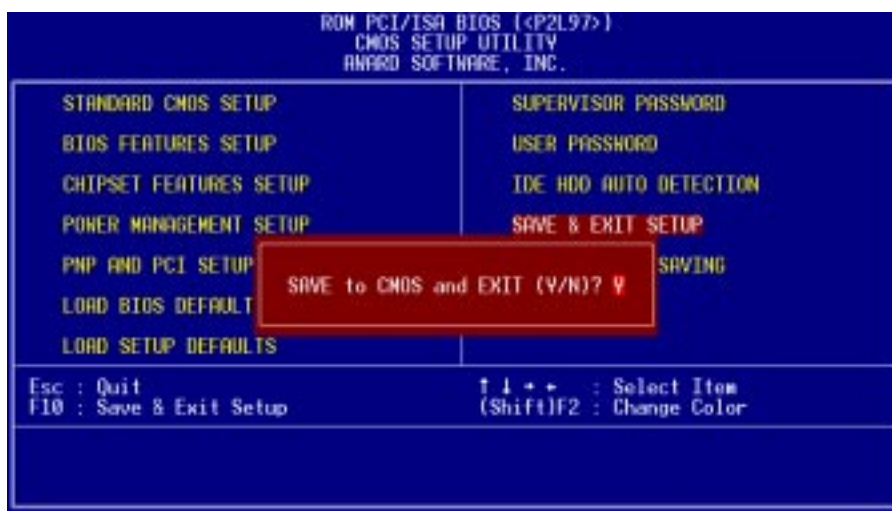 ROM PCI/ISA BIOS (<P2L97>)
CMOS SETUP UTILITY
AWARD SOFTWARE, INC.
STANDARD CMOS SETUP
BIOS FEATURES SETUP
CHIPSET FEATURES SETUP
POWER MANAGEMENT SETUP
PNP AND PCI SETUP
LOAD BIOS DEFAULT
LOAD SETUP DEFAULTS
SUPERVISOR PASSWORD
USER PASSWORD
IDE HDD AUTO DETECTION
SAVE & EXIT SETUP
SAVING
SAVE to CMOS and EXIT (Y/N)? Y
Esc : Quit
F10 : Save & Exit Setup
↑ ↓ → ← : Select Item
(Shift)F2 : Change Color